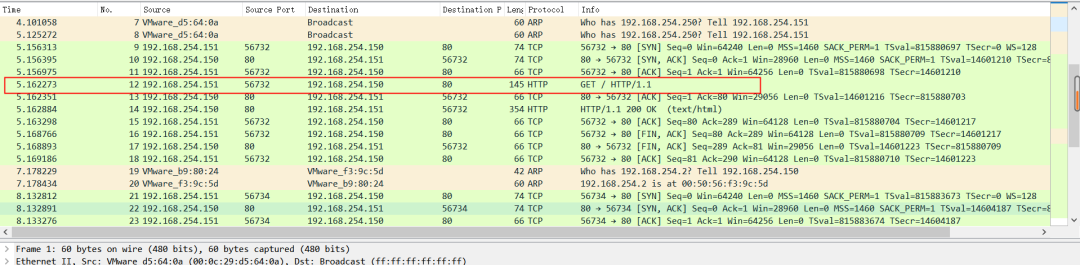 Time No. Source Source Port Destination Destination P Leng Protocol Info
4.101058 7 VMware_d5:64:0a Broadcast 60 ARP Who has 192.168.254.250? Tell 192.168.254.151
5.125272 8 VMware_d5:64:0a Broadcast 60 ARP Who has 192.168.254.250? Tell 192.168.254.151
5.156313 9 192.168.254.151 56732 192.168.254.150 80 74 TCP 56732 → 80 [SYN] Seq=0 Win=64240 Len=0 MSS=1460 SACK_PERM=1 TSval=815880697 TSecr=0 WS=128
5.156395 10 192.168.254.150 80 192.168.254.151 56732 74 TCP 80 → 56732 [SYN, ACK] Seq=0 Ack=1 Win=28960 Len=0 MSS=1460 SACK_PERM=1 TSval=14601210 TSecr=8
5.156975 11 192.168.254.151 56732 192.168.254.150 80 66 TCP 56732 → 80 [ACK] Seq=1 Ack=1 Win=64256 Len=0 TSval=815880698 TSecr=14601210
5.162273 12 192.168.254.151 56732 192.168.254.150 80 145 HTTP GET / HTTP/1.1
5.162351 13 192.168.254.150 80 192.168.254.151 56732 66 TCP 80 → 56732 [ACK] Seq=1 Ack=80 Win=29056 Len=0 TSval=14601216 TSecr=815880703
5.162884 14 192.168.254.150 80 192.168.254.151 56732 354 HTTP HTTP/1.1 200 OK (text/html)
5.163298 15 192.168.254.151 56732 192.168.254.150 80 66 TCP 56732 → 80 [ACK] Seq=80 Ack=289 Win=64128 Len=0 TSval=815880704 TSecr=14601217
5.168766 16 192.168.254.151 56732 192.168.254.150 80 66 TCP 56732 → 80 [FIN, ACK] Seq=80 Ack=289 Win=64128 Len=0 TSval=815880709 TSecr=14601217
5.168893 17 192.168.254.150 80 192.168.254.151 56732 66 TCP 80 → 56732 [FIN, ACK] Seq=289 Ack=81 Win=29056 Len=0 TSval=14601223 TSecr=815880709
5.169186 18 192.168.254.151 56732 192.168.254.150 80 66 TCP 56732 → 80 [ACK] Seq=81 Ack=290 Win=64128 Len=0 TSval=815880710 TSecr=14601223
7.178229 19 VMware_b9:80:24 VMware_f3:9c:5d 42 ARP Who has 192.168.254.2? Tell 192.168.254.150
7.178434 20 VMware_f3:9c:5d VMware_b9:80:24 60 ARP 192.168.254.2 is at 00:50:56:f3:9c:5d
8.132812 21 192.168.254.151 56734 192.168.254.150 80 74 TCP 56734 → 80 [SYN] Seq=0 Win=64240 Len=0 MSS=1460 SACK_PERM=1 TSval=815883673 TSecr=0 WS=128
8.132891 22 192.168.254.150 80 192.168.254.151 56734 74 TCP 80 → 56734 [SYN, ACK] Seq=0 Ack=1 Win=28960 Len=0 MSS=1460 SACK_PERM=1 TSval=14604187 TSecr=8
8.133276 23 192.168.254.151 56734 192.168.254.150 80 66 TCP 56734 → 80 [ACK] Seq=1 Ack=1 Win=64256 Len=0 TSval=815883674 TSecr=14604187
Frame 1: 60 bytes on wire (480 bits), 60 bytes captured (480 bits)
Ethernet II, Src: VMware_d5:64:0a (00:0c:29:d5:64:0a), Dst: Broadcast (ff:ff:ff:ff:ff:ff)